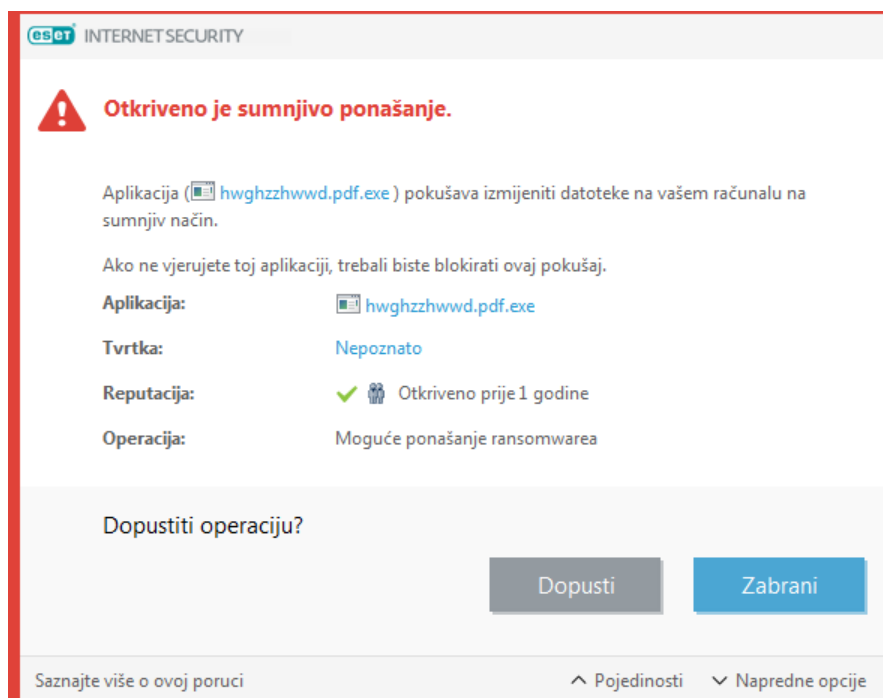 eset INTERNET SECURITY
Otkriveno je sumnjivo ponašanje.
Aplikacija ( hwghzzhwwd.pdf.exe ) pokušava izmijeniti datoteke na vašem računalu na
sumnjiv način.
Ako ne vjerujete toj aplikaciji, trebali biste blokirati ovaj pokušaj.
Aplikacija: hwghzzhwwd.pdf.exe
Tvrtka: Nepoznato
Reputacija: Otkriveno prije 1 godine
Operacija: Moguće ponašanje ransomwarea
Dopustiti operaciju?
Dopusti Zabrani
Saznajte više o ovoj poruci Pojedinosti Napredne opcije